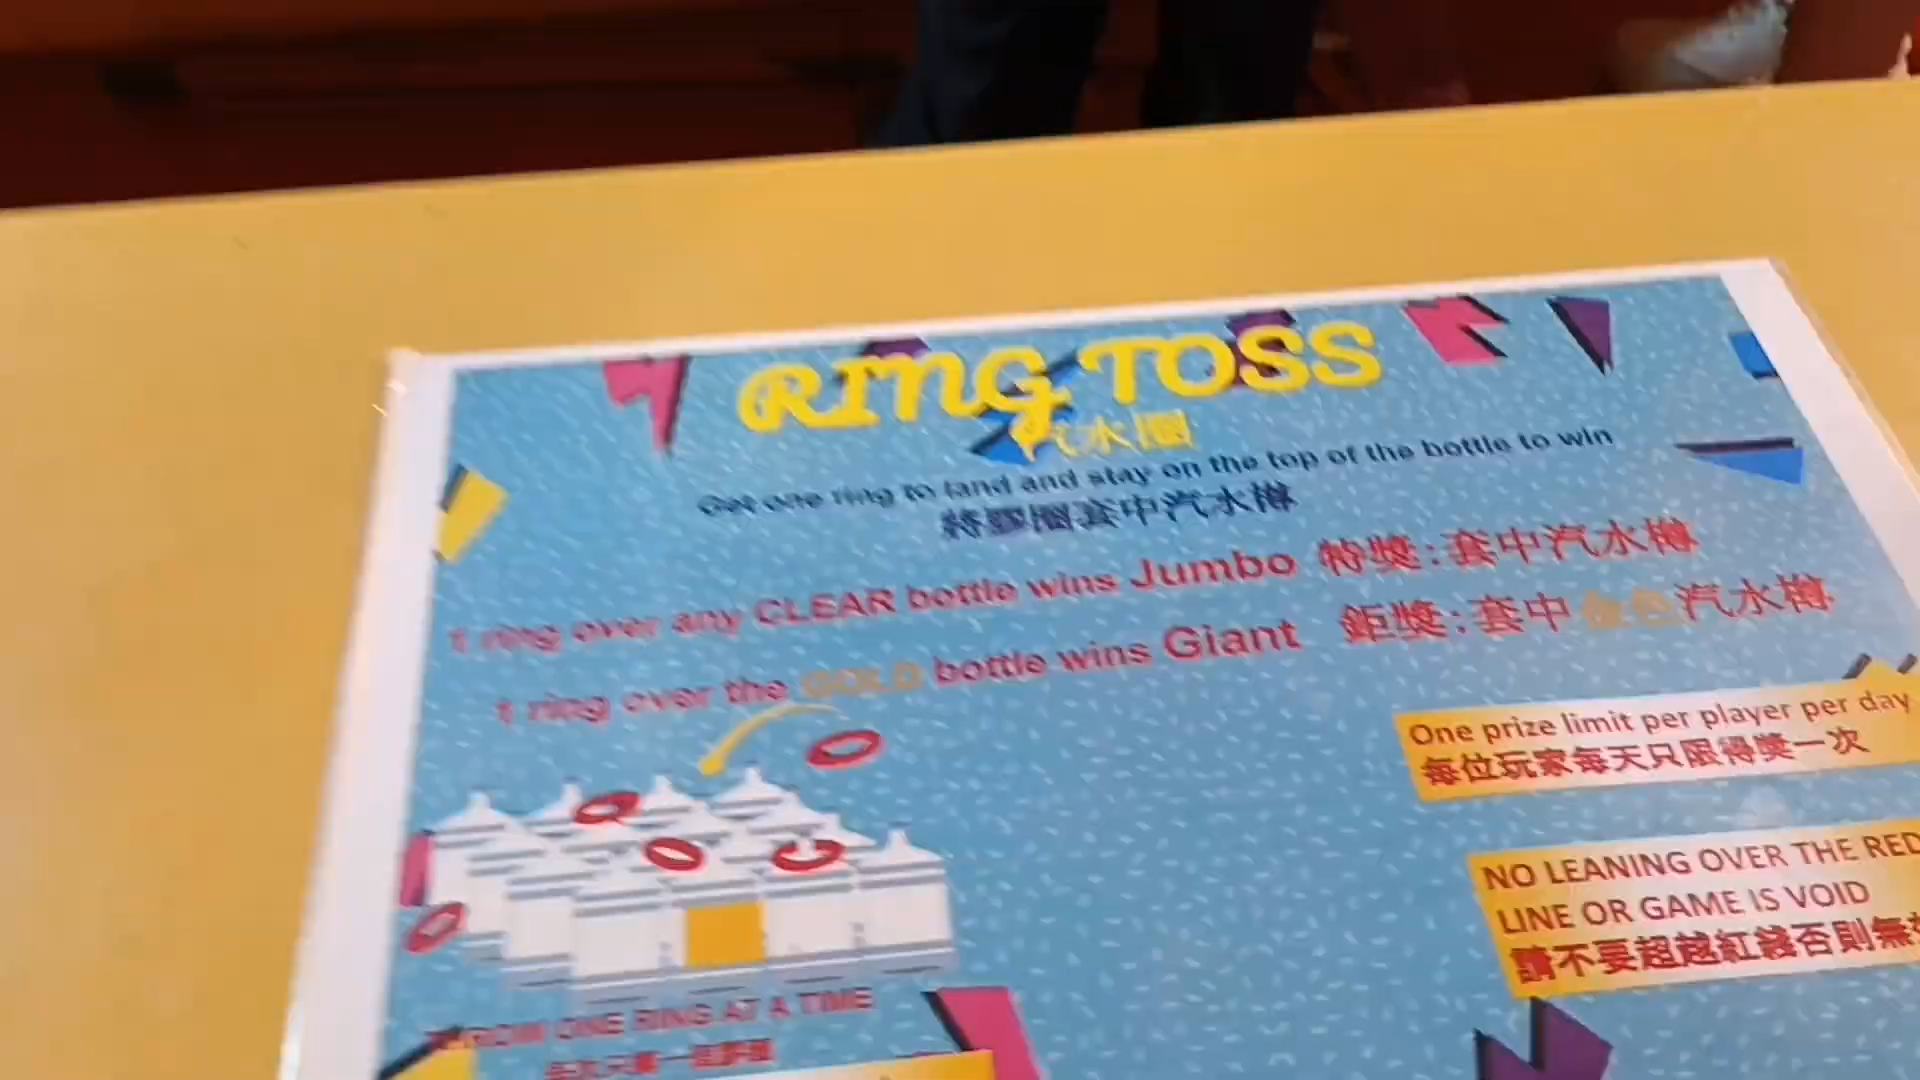 RING TOSS
汽水圈
Get one ring to land and stay on the top of the bottle to win
將膠圈套中汽水樽
1 ring over any CLEAR bottle wins Jumbo 特獎:套中汽水樽
1 ring over the GOLD bottle wins Giant 鉅獎:套中金色汽水樽
One prize limit per player per day
每位玩家每天只限得獎一次
NO LEANING OVER THE RED
LINE OR GAME IS VOID
請不要超越紅綫否則無
THROW ONE RING AT A TIME